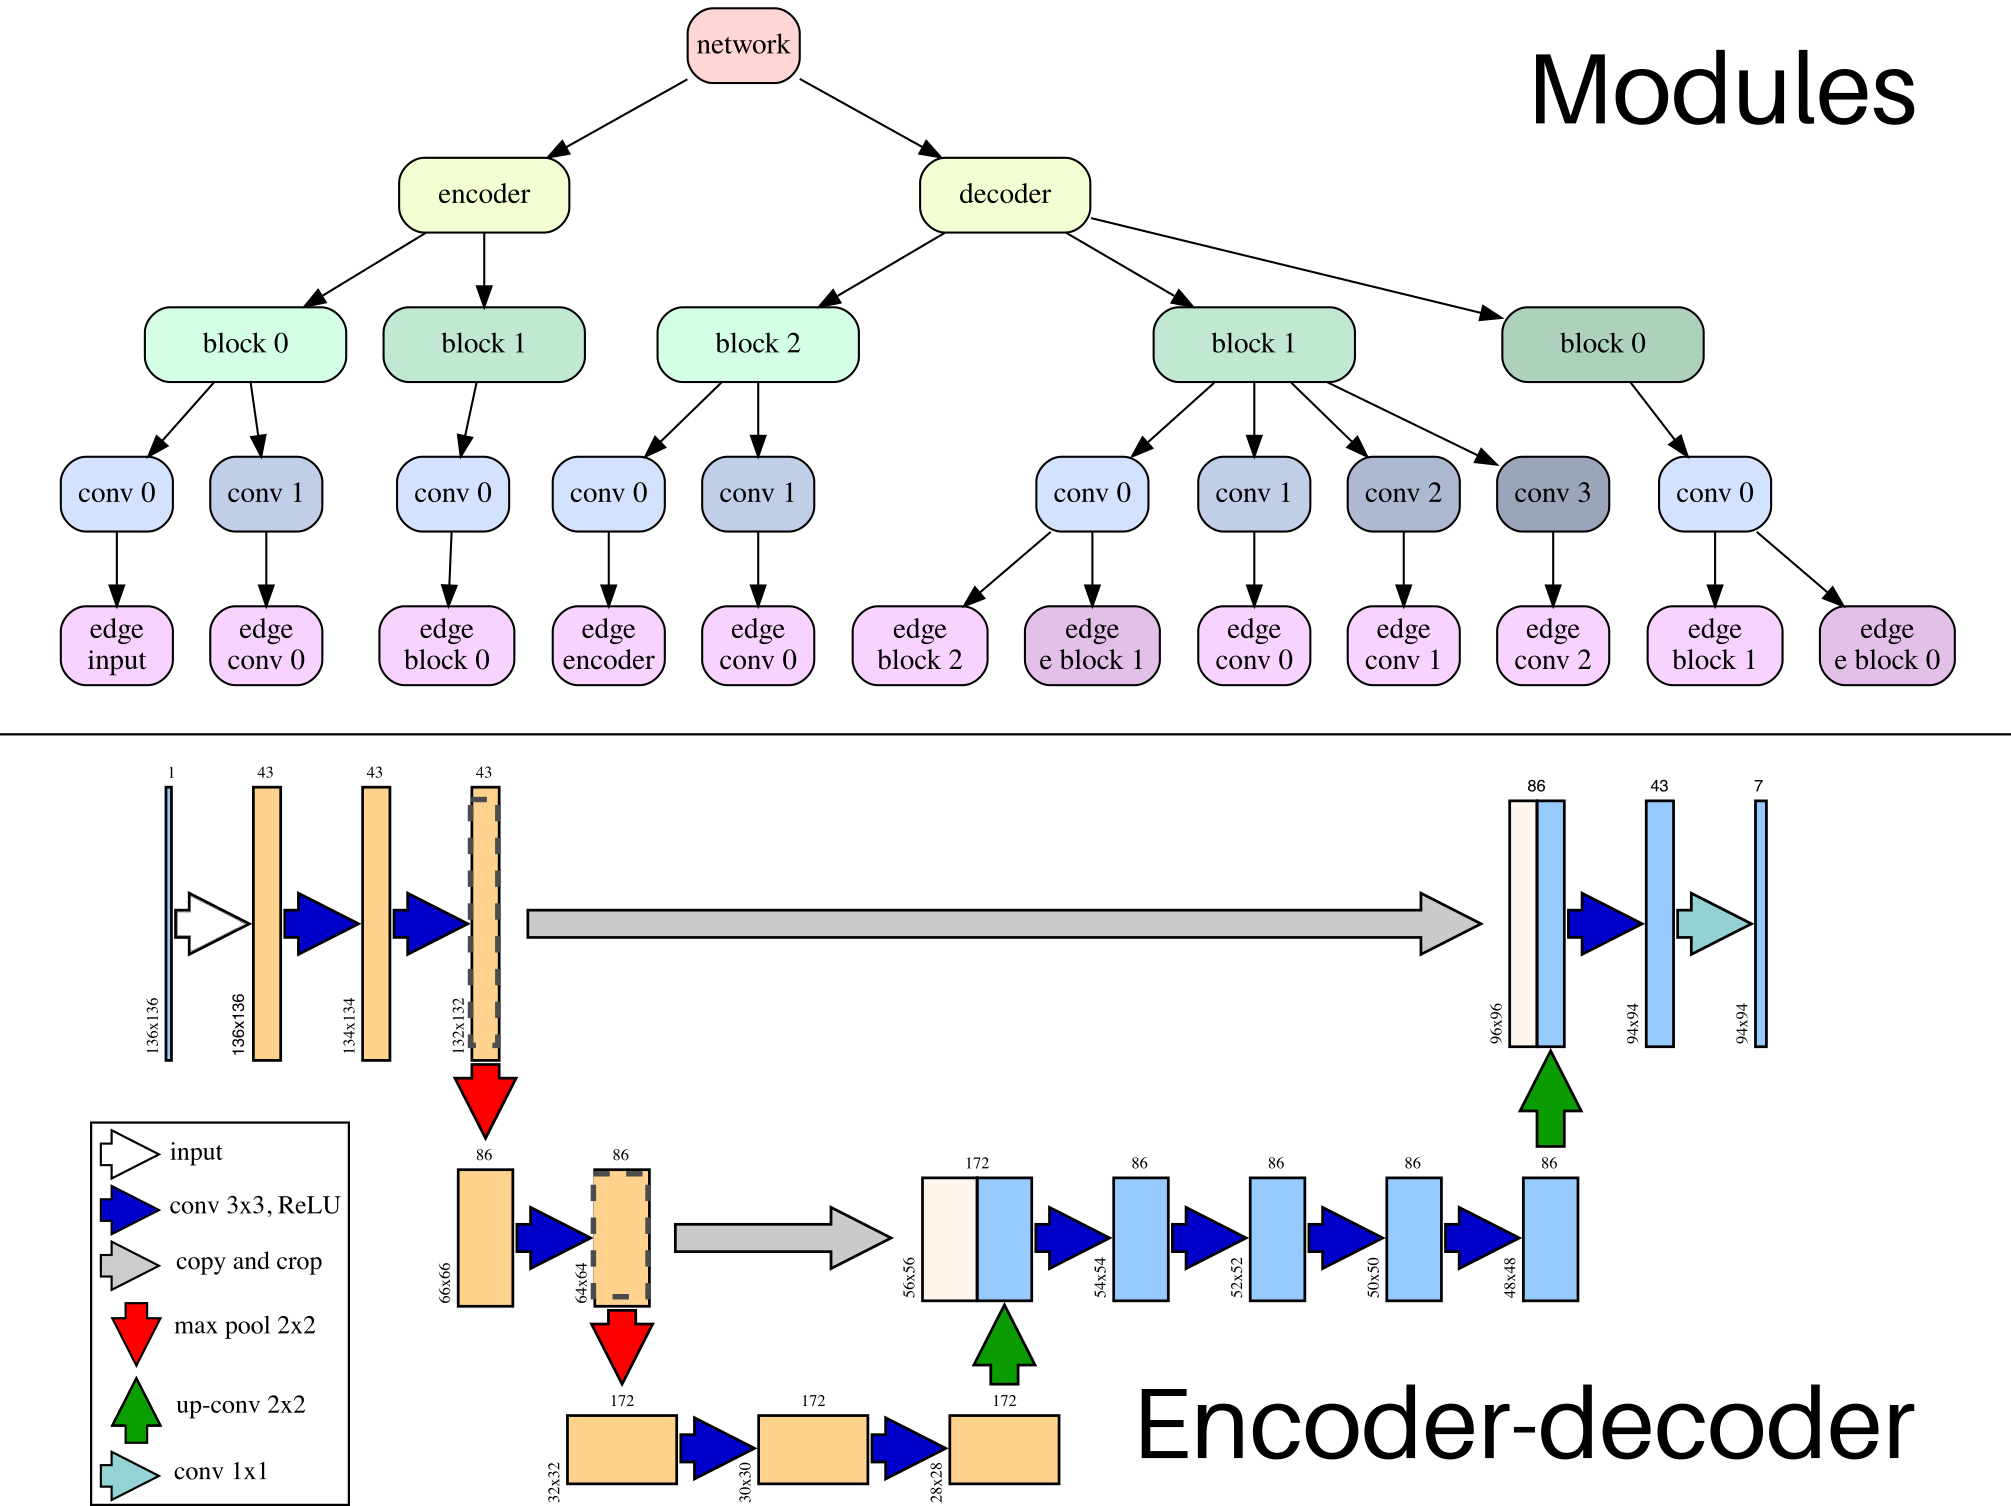 network
Modules
encoder
decoder
block 0
block 1
block 2
block 1
block 0
conv 0
conv 1
conv 0
conv 0
conv 1
conv 0
conv 1
conv 2
conv 3
conv 0
edge
input
edge
conv 0
edge
block 0
edge
encoder
edge
conv 0
edge
block 2
edge
e block 1
edge
conv 0
edge
conv 1
edge
conv 2
edge
block 1
edge
e block 0
1
43
43
43
86
43
7
136x136
136x136
134x134
132x132
96x96
94x94
94x94
86
86
172
86
86
86
86
66x66
64x64
56x56
54x54
52x52
50x50
48x48
172
172
172
32x32
30x30
28x28
input
conv 3x3, ReLU
copy and crop
max pool 2x2
up-conv 2x2
conv 1x1
Encoder-decoder